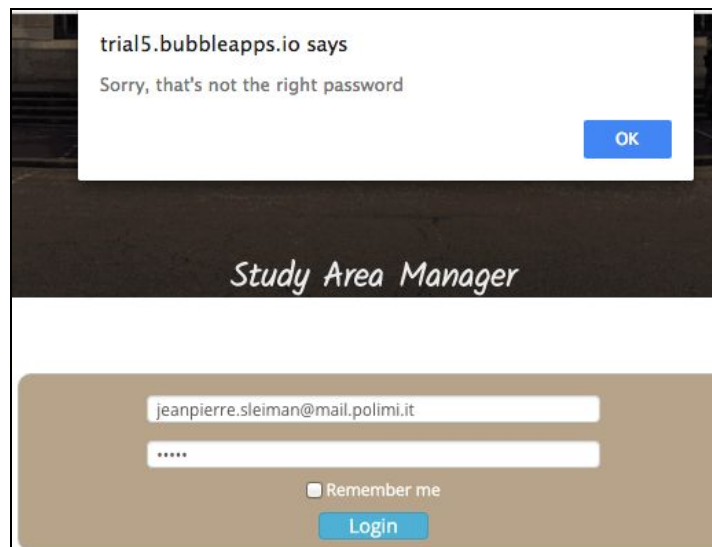 trial5.bubbleapps.io says
Sorry, that's not the right password
OK
Study Area Manager
jeanpierre.sleiman@mail.polimi.it
•••••
Remember me
Login